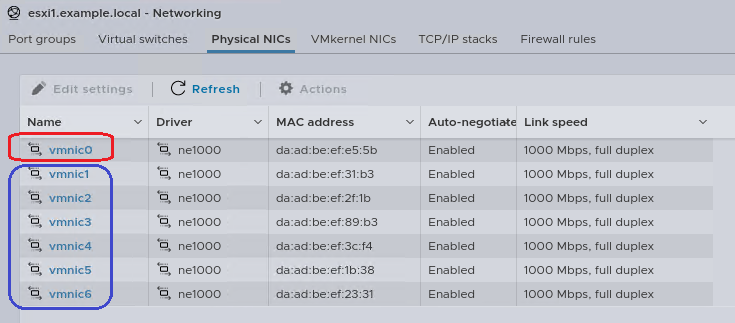 esxi1.example.local - Networking
Port groups Virtual switches Physical NICs VMkernel NICs TCP/IP stacks Firewall rules
Edit settings Refresh Actions
Name Driver MAC address Auto-negotiate Link speed
vmnic0 ne1000 da:ad:be:ef:e5:5b Enabled 1000 Mbps, full duplex
vmnic1 ne1000 da:ad:be:ef:31:b3 Enabled 1000 Mbps, full duplex
vmnic2 ne1000 da:ad:be:ef:2f:1b Enabled 1000 Mbps, full duplex
vmnic3 ne1000 da:ad:be:ef:89:b3 Enabled 1000 Mbps, full duplex
vmnic4 ne1000 da:ad:be:ef:3c:f4 Enabled 1000 Mbps, full duplex
vmnic5 ne1000 da:ad:be:ef:1b:38 Enabled 1000 Mbps, full duplex
vmnic6 ne1000 da:ad:be:ef:23:31 Enabled 1000 Mbps, full duplex